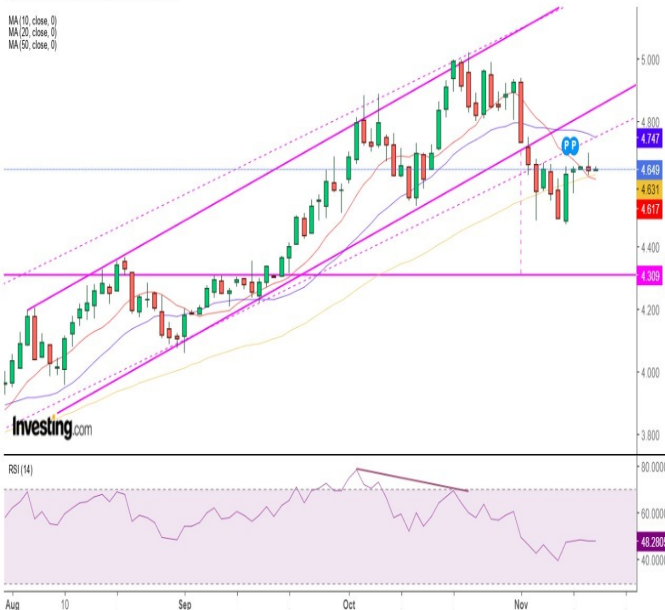 MA (10, close, 0)
MA (20, close, 0)
MA (50, close, 0)
5.000
4.800
4.747
4.649
4.631
4.617
4.400
4.309
4.200
4.000
3.800
P P
Investing.com
RSI (14)
80.0000
60.0000
48.2805
40.0000
Aug 10 Sep Oct Nov